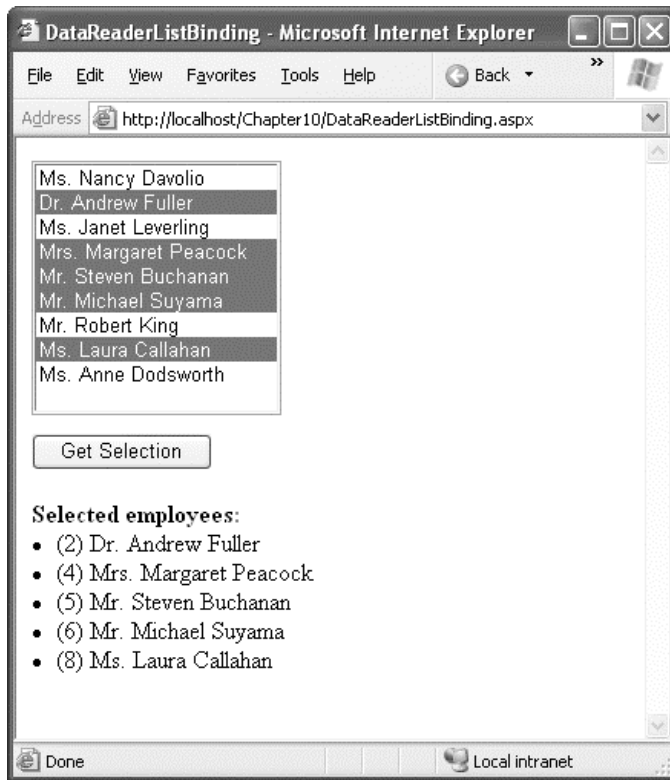 DataReaderListBinding - Microsoft Internet Explorer
File Edit View Favorites Tools Help Back »
Address http://localhost/Chapter10/DataReaderListBinding.aspx
Ms. Nancy Davolio
Dr. Andrew Fuller
Ms. Janet Leverling
Mrs. Margaret Peacock
Mr. Steven Buchanan
Mr. Michael Suyama
Mr. Robert King
Ms. Laura Callahan
Ms. Anne Dodsworth
Get Selection
Selected employees:
• (2) Dr. Andrew Fuller
• (4) Mrs. Margaret Peacock
• (5) Mr. Steven Buchanan
• (6) Mr. Michael Suyama
• (8) Ms. Laura Callahan
Done Local intranet